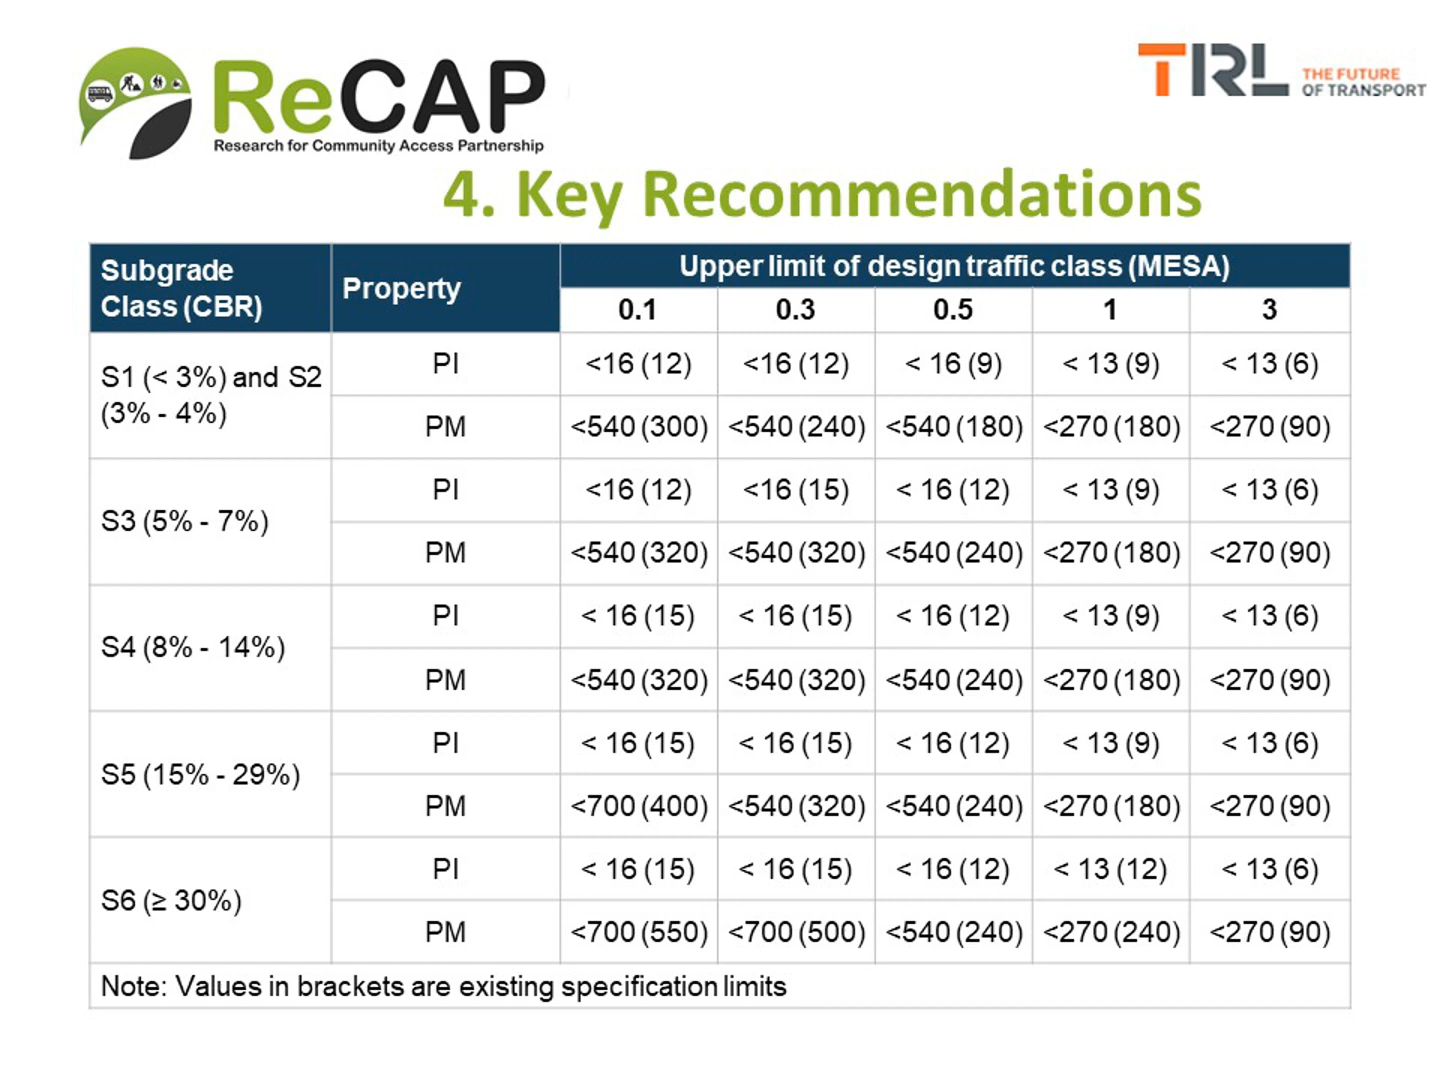 ReCAP
Research for Community Access Partnership
TRL THE FUTURE
OF TRANSPORT
4. Key Recommendations
Subgrade
Class (CBR)
Property
Upper limit of design traffic class (MESA)
0.1 0.3 0.5 1 3
S1 (< 3%) and S2
(3% - 4%)
PI <16 (12) <16 (12) < 16 (9) < 13 (9) < 13 (6)
PM <540 (300) <540 (240) <540 (180) <270 (180) <270 (90)
S3 (5% - 7%)
PI <16 (12) <16 (15) < 16 (12) < 13 (9) < 13 (6)
PM <540 (320) <540 (320) <540 (240) <270 (180) <270 (90)
S4 (8% - 14%)
PI < 16 (15) < 16 (15) < 16 (12) < 13 (9) < 13 (6)
PM <540 (320) <540 (320) <540 (240) <270 (180) <270 (90)
S5 (15% - 29%)
PI < 16 (15) < 16 (15) < 16 (12) < 13 (9) < 13 (6)
PM <700 (400) <540 (320) <540 (240) <270 (180) <270 (90)
S6 (≥ 30%)
PI < 16 (15) < 16 (15) < 16 (12) < 13 (12) < 13 (6)
PM <700 (550) <700 (500) <540 (240) <270 (240) <270 (90)
Note: Values in brackets are existing specification limits